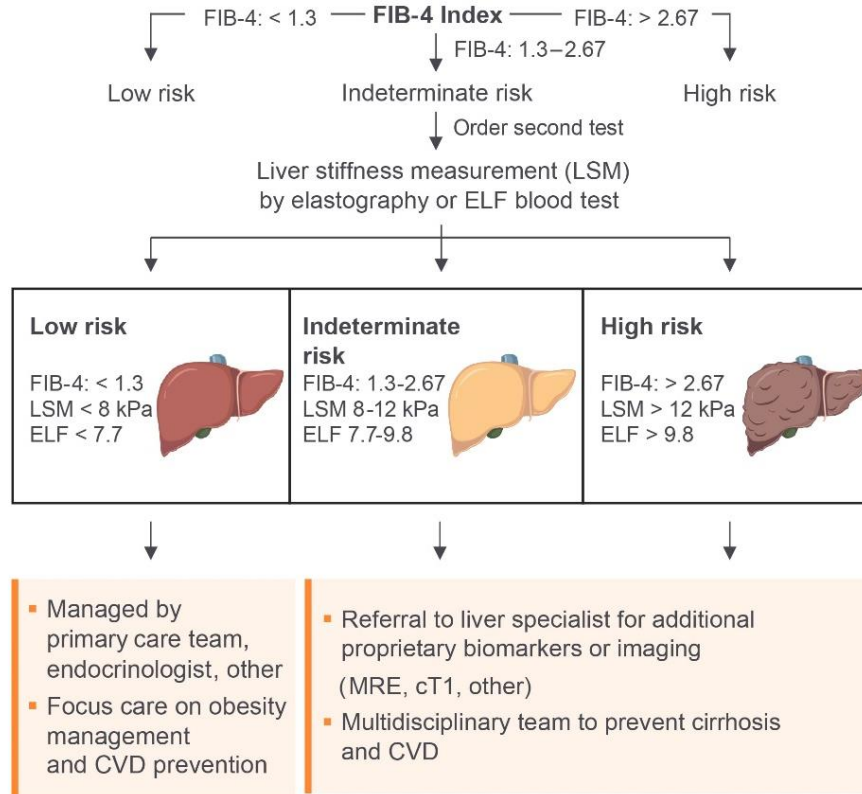 FIB-4: < 1.3
FIB-4 Index
FIB-4: > 2.67
FIB-4: 1.3–2.67
Low risk
Indeterminate risk
High risk
Order second test
Liver stiffness measurement (LSM)
by elastography or ELF blood test
Low risk
FIB-4: < 1.3
LSM < 8 kPa
ELF < 7.7
Indeterminate
risk
FIB-4: 1.3-2.67
LSM 8-12 kPa
ELF 7.7-9.8
High risk
FIB-4: > 2.67
LSM > 12 kPa
ELF > 9.8
▪ Managed by
primary care team,
endocrinologist, other
▪ Focus care on obesity
management
and CVD prevention
▪ Referral to liver specialist for additional
proprietary biomarkers or imaging
(MRE, cT1, other)
▪ Multidisciplinary team to prevent cirrhosis
and CVD